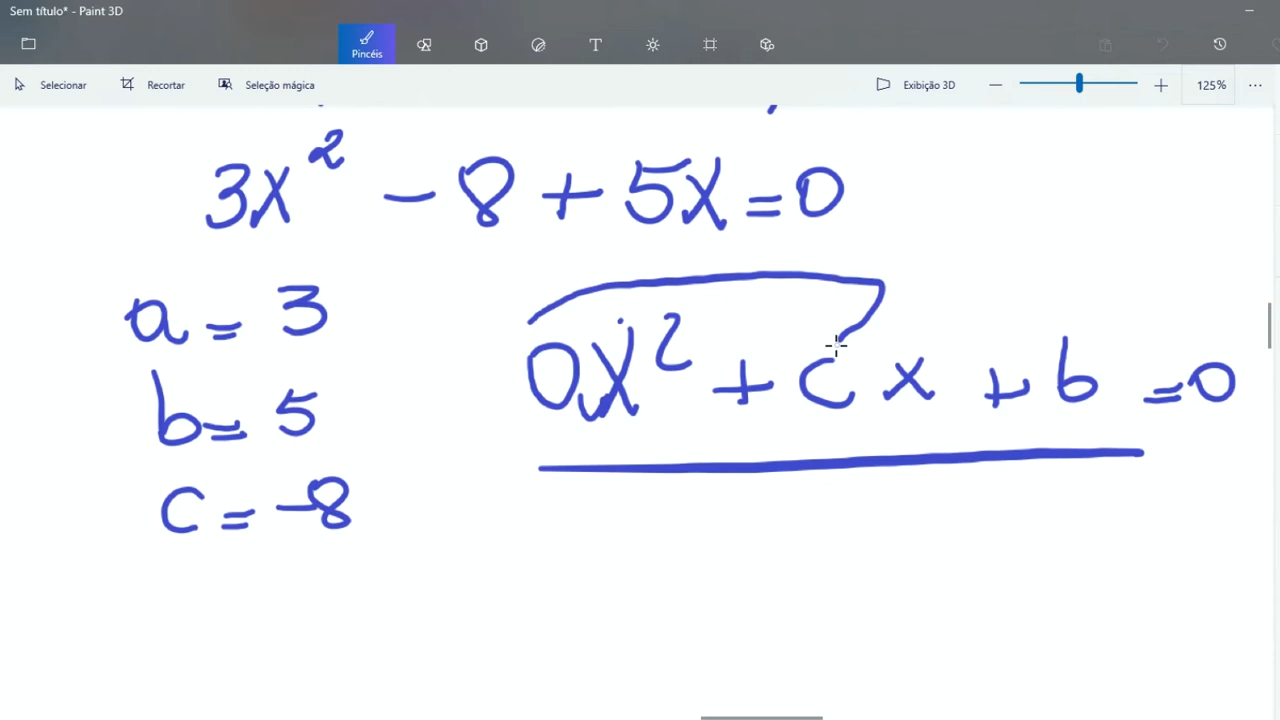 Sem título* - Paint 3D
Pincéis
Selecionar Recortar Seleção mágica Exibição 3D 125%
3x² - 8 + 5x = 0
a = 3
0x² + c x + b = 0
b = 5
c = -8